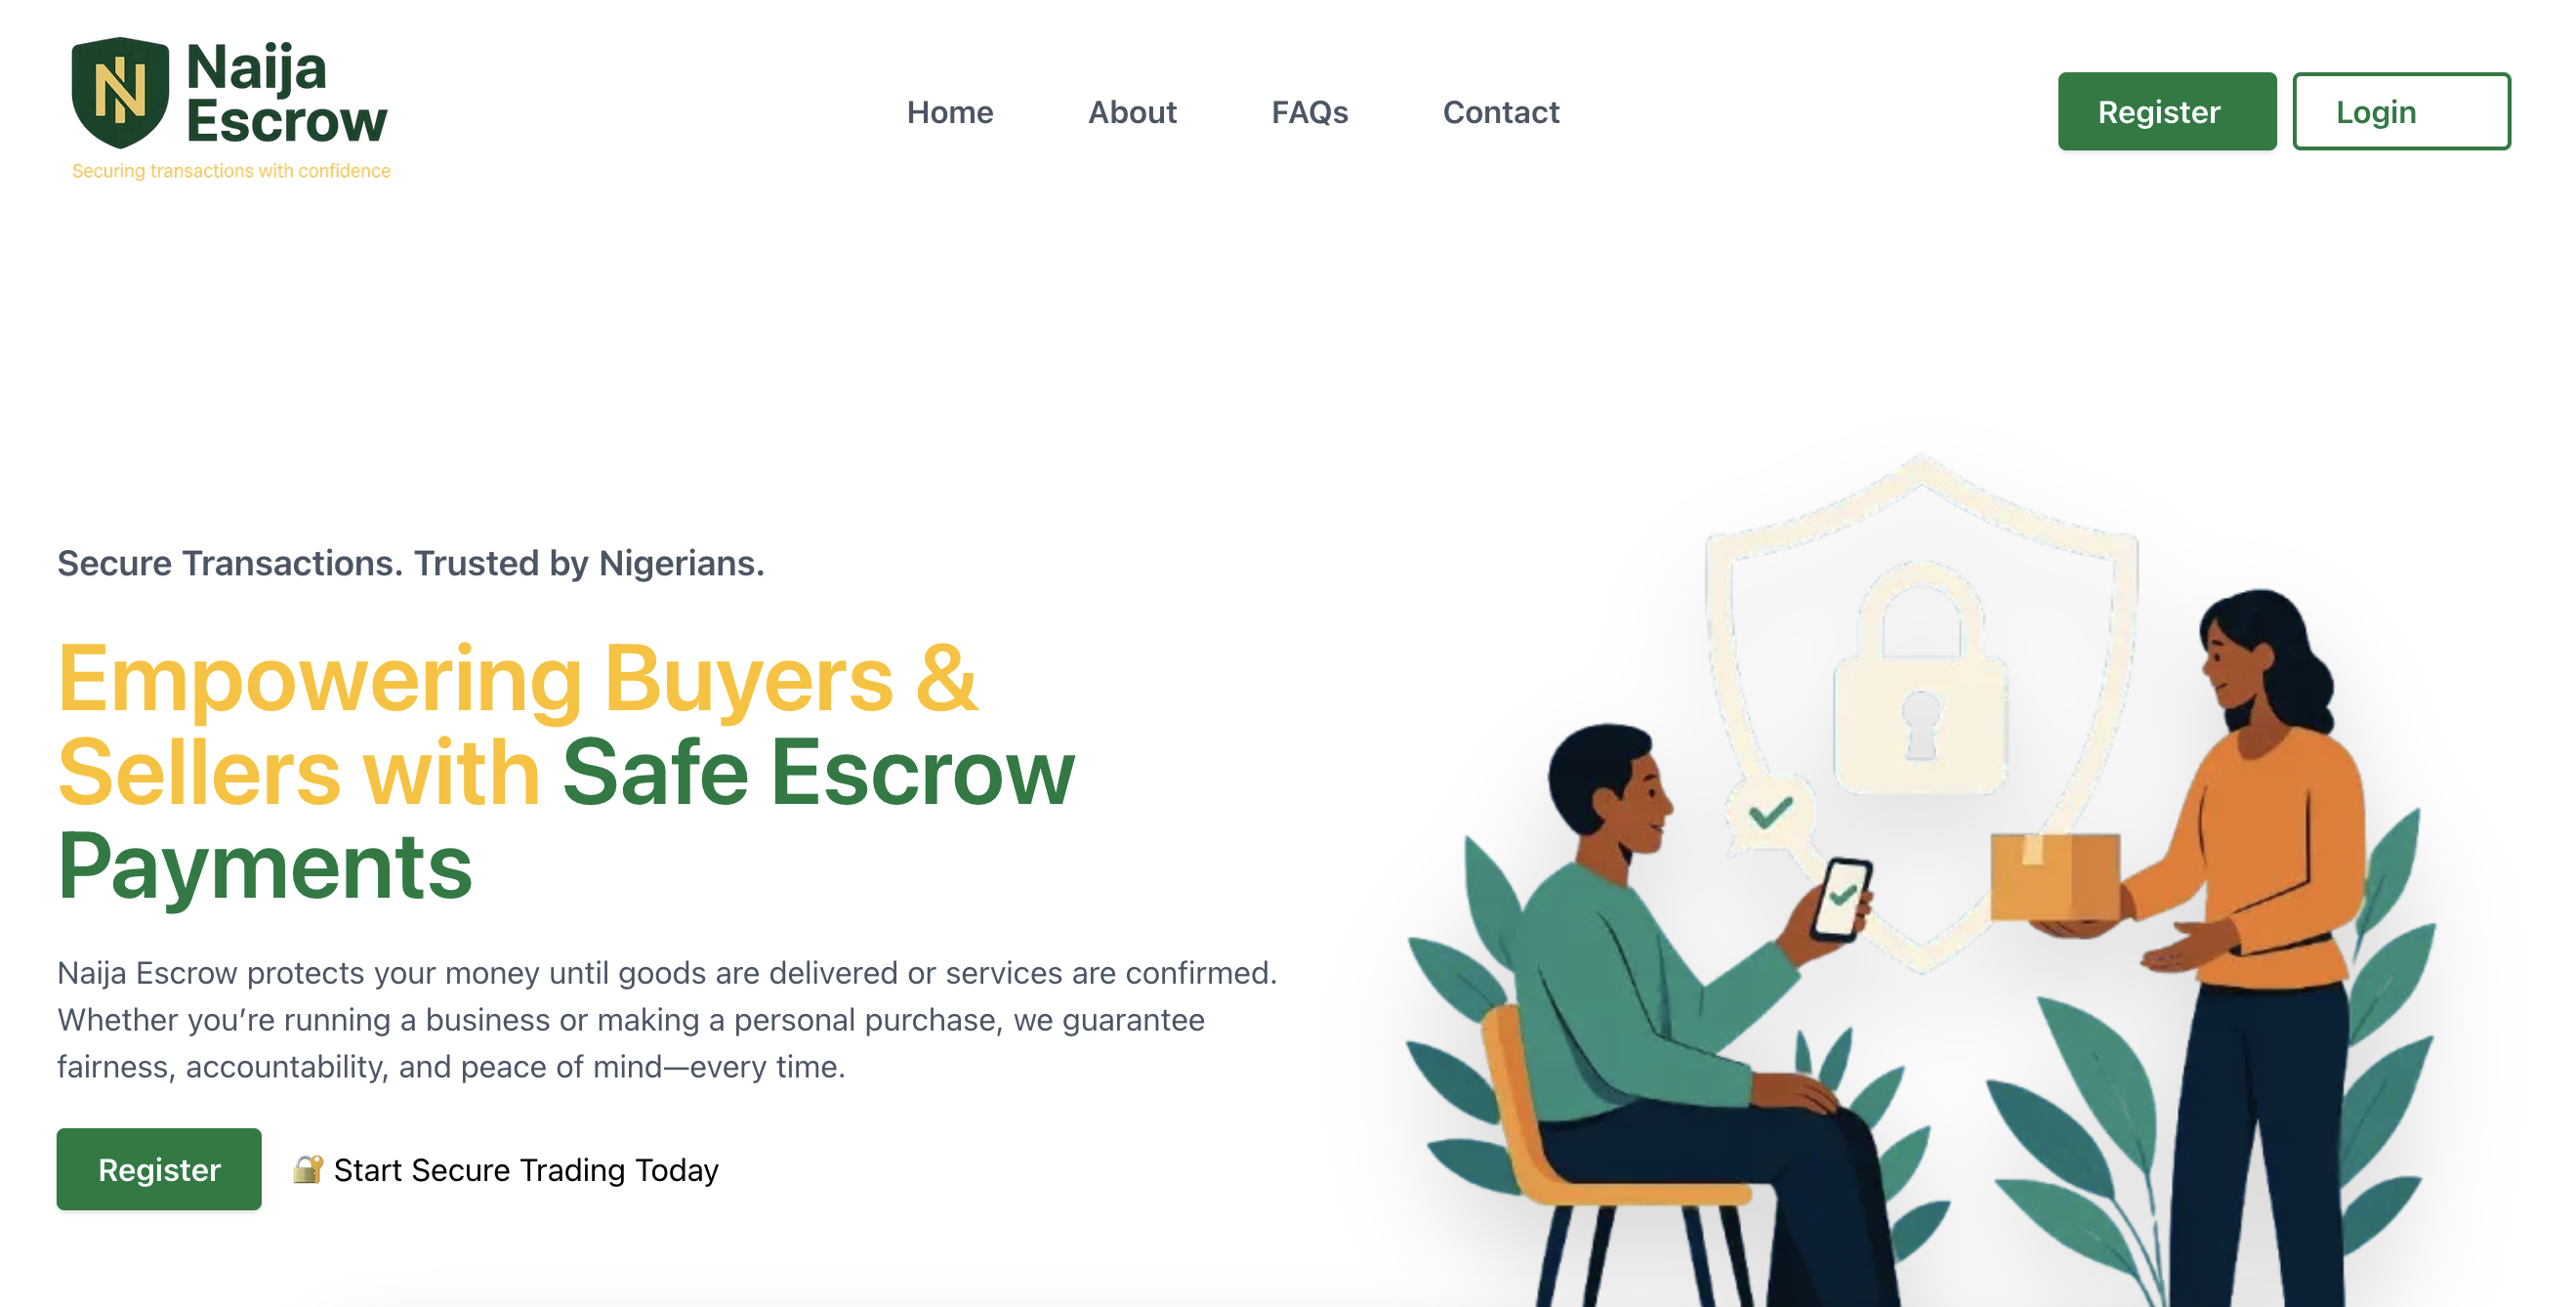 Naija
Escrow
Securing transactions with confidence
Home
About
FAQs
Contact
Register
Login
Secure Transactions. Trusted by Nigerians.
Empowering Buyers &
Sellers with Safe Escrow
Payments
Naija Escrow protects your money until goods are delivered or services are confirmed.
Whether you’re running a business or making a personal purchase, we guarantee
fairness, accountability, and peace of mind—every time.
Register
🔐 Start Secure Trading Today